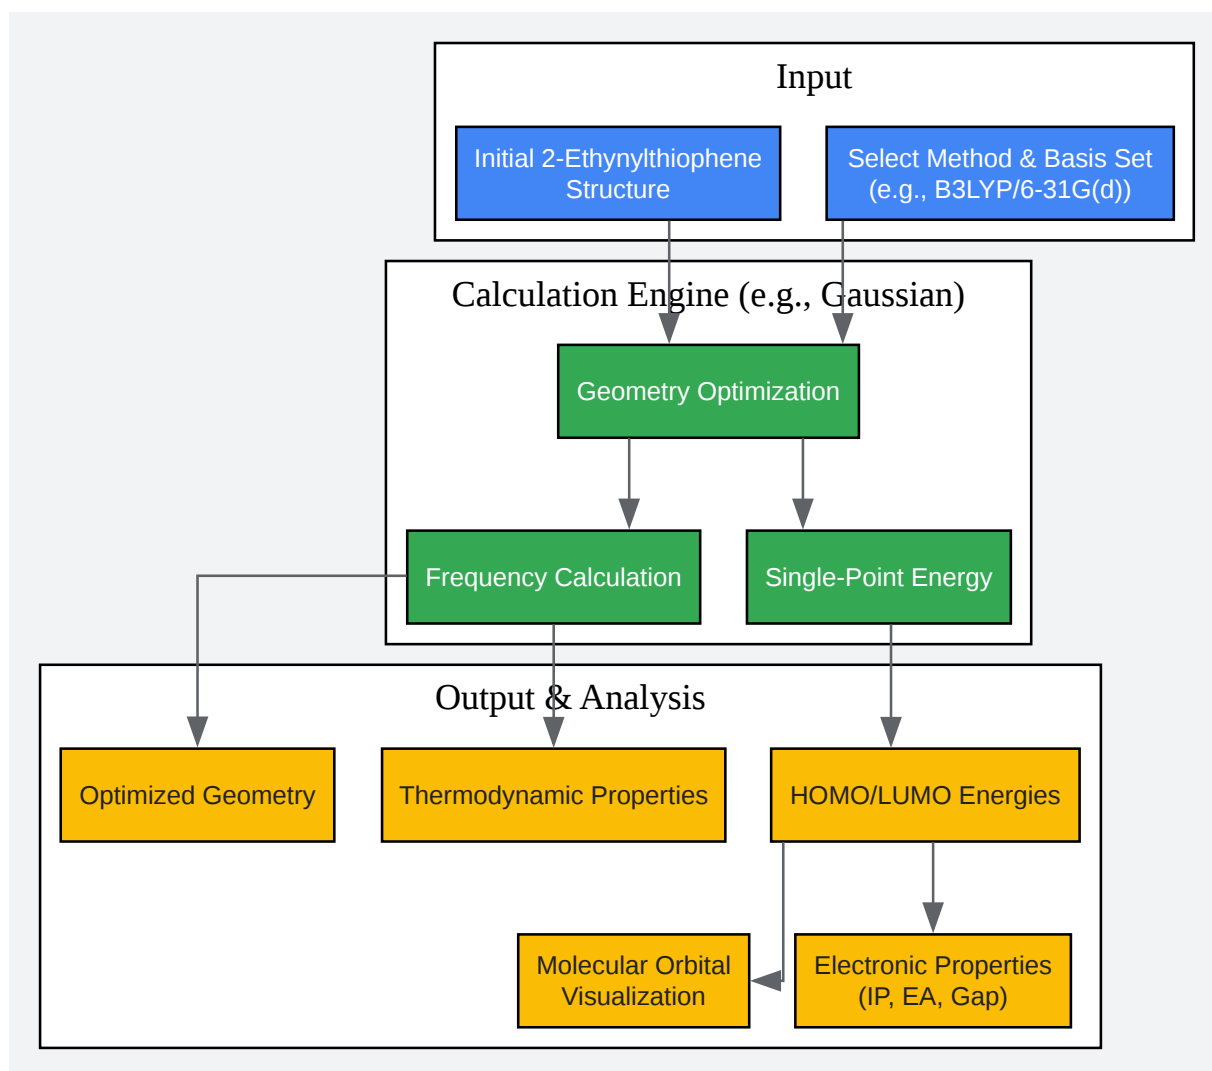 Input
Initial 2-Ethynylthiophene
Structure
Select Method & Basis Set
(e.g., B3LYP/6-31G(d))
Calculation Engine (e.g., Gaussian)
Geometry Optimization
Frequency Calculation
Single-Point Energy
Output & Analysis
Optimized Geometry
Thermodynamic Properties
HOMO/LUMO Energies
Molecular Orbital
Visualization
Electronic Properties
(IP, EA, Gap)